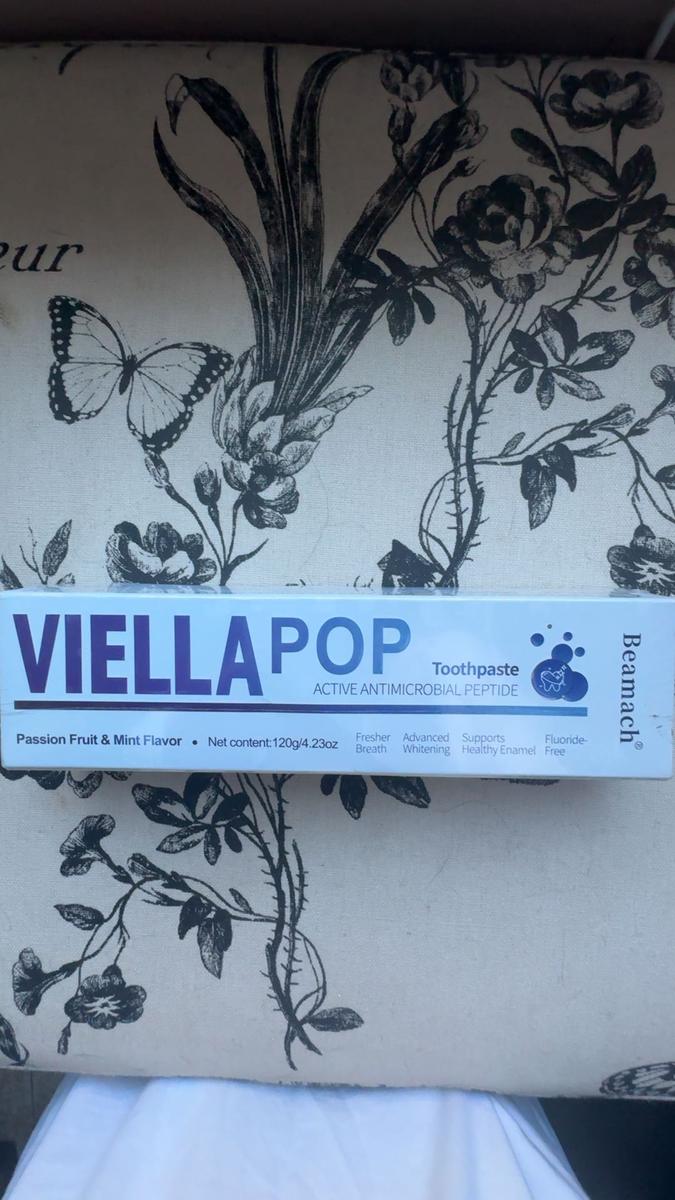 eur
VIELLAPOP
Toothpaste
ACTIVE ANTIMICROBIAL PEPTIDE
Beamach®
Passion Fruit & Mint Flavor • Net content:120g/4.23oz
Fresher
Breath
Advanced
Whitening
Supports
Healthy Enamel
Fluoride-
Free